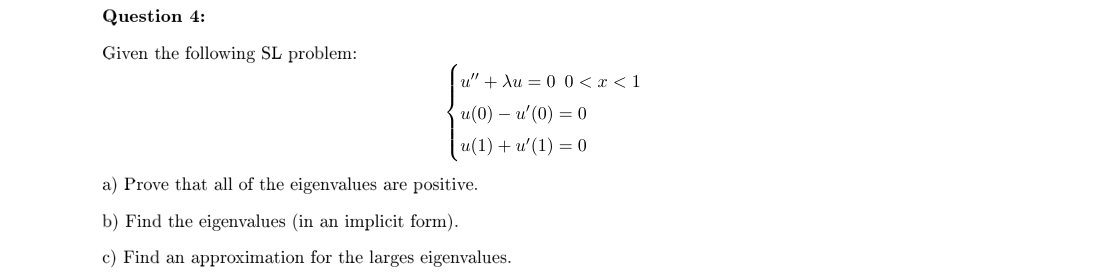 Question 4:
Given the following SL problem:
u′′ + λu = 0 0 < x < 1
u(0) − u′(0) = 0
u(1) + u′(1) = 0
a) Prove that all of the eigenvalues are positive.
b) Find the eigenvalues (in an implicit form).
c) Find an approximation for the larges eigenvalues.